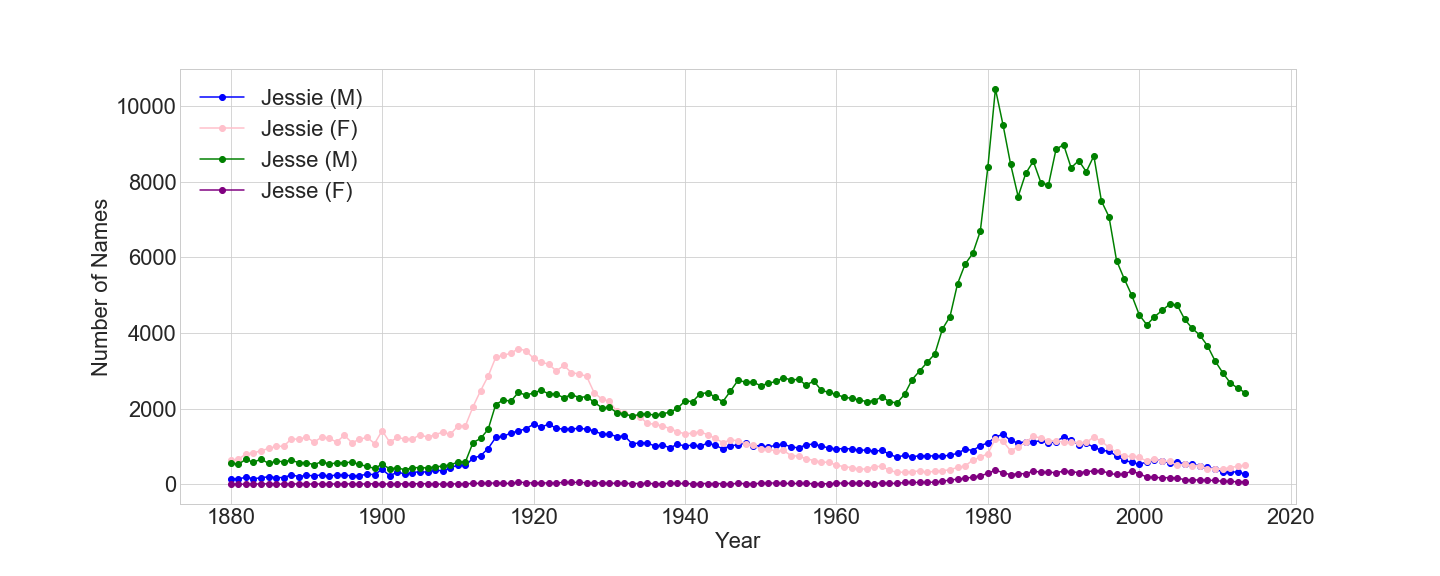 Jessie (M)
Jessie (F)
Jesse (M)
Jesse (F)
10000
8000
6000
4000
2000
0
Number of Names
1880 1900 1920 1940 1960 1980 2000 2020
Year